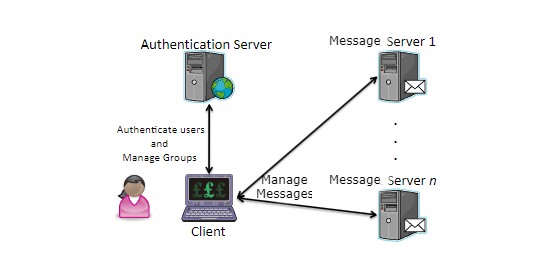 Authentication Server
Message Server 1
Authenticate users
and
Manage Groups
.
.
.
£££
Manage
Messages
Message Server n
Client